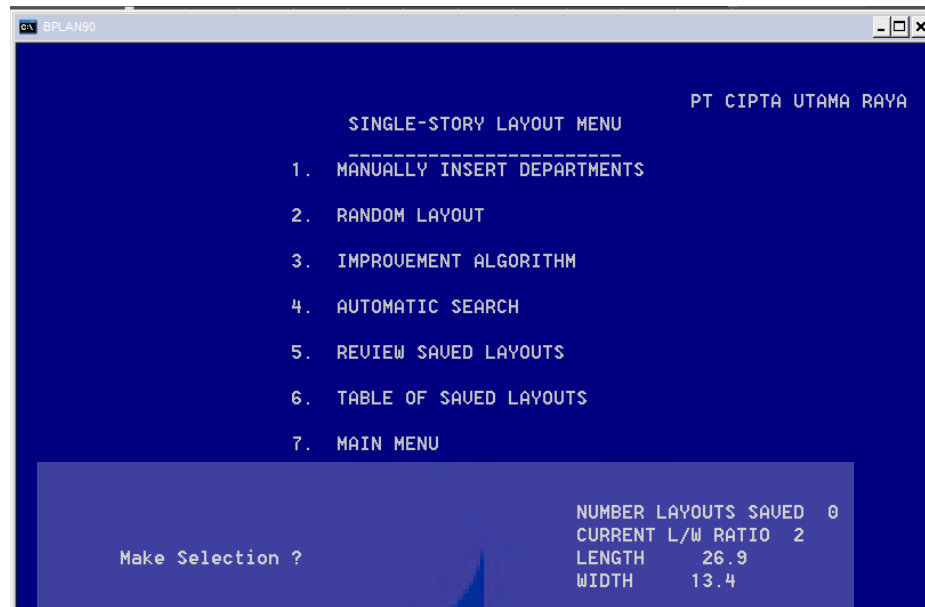 BPLAN90
PT CIPTA UTAMA RAYA
SINGLE-STORY LAYOUT MENU
1. MANUALLY INSERT DEPARTMENTS
2. RANDOM LAYOUT
3. IMPROVEMENT ALGORITHM
4. AUTOMATIC SEARCH
5. REVIEW SAVED LAYOUTS
6. TABLE OF SAVED LAYOUTS
7. MAIN MENU
NUMBER LAYOUTS SAVED 0
CURRENT L/W RATIO 2
Make Selection ? LENGTH 26.9
WIDTH 13.4